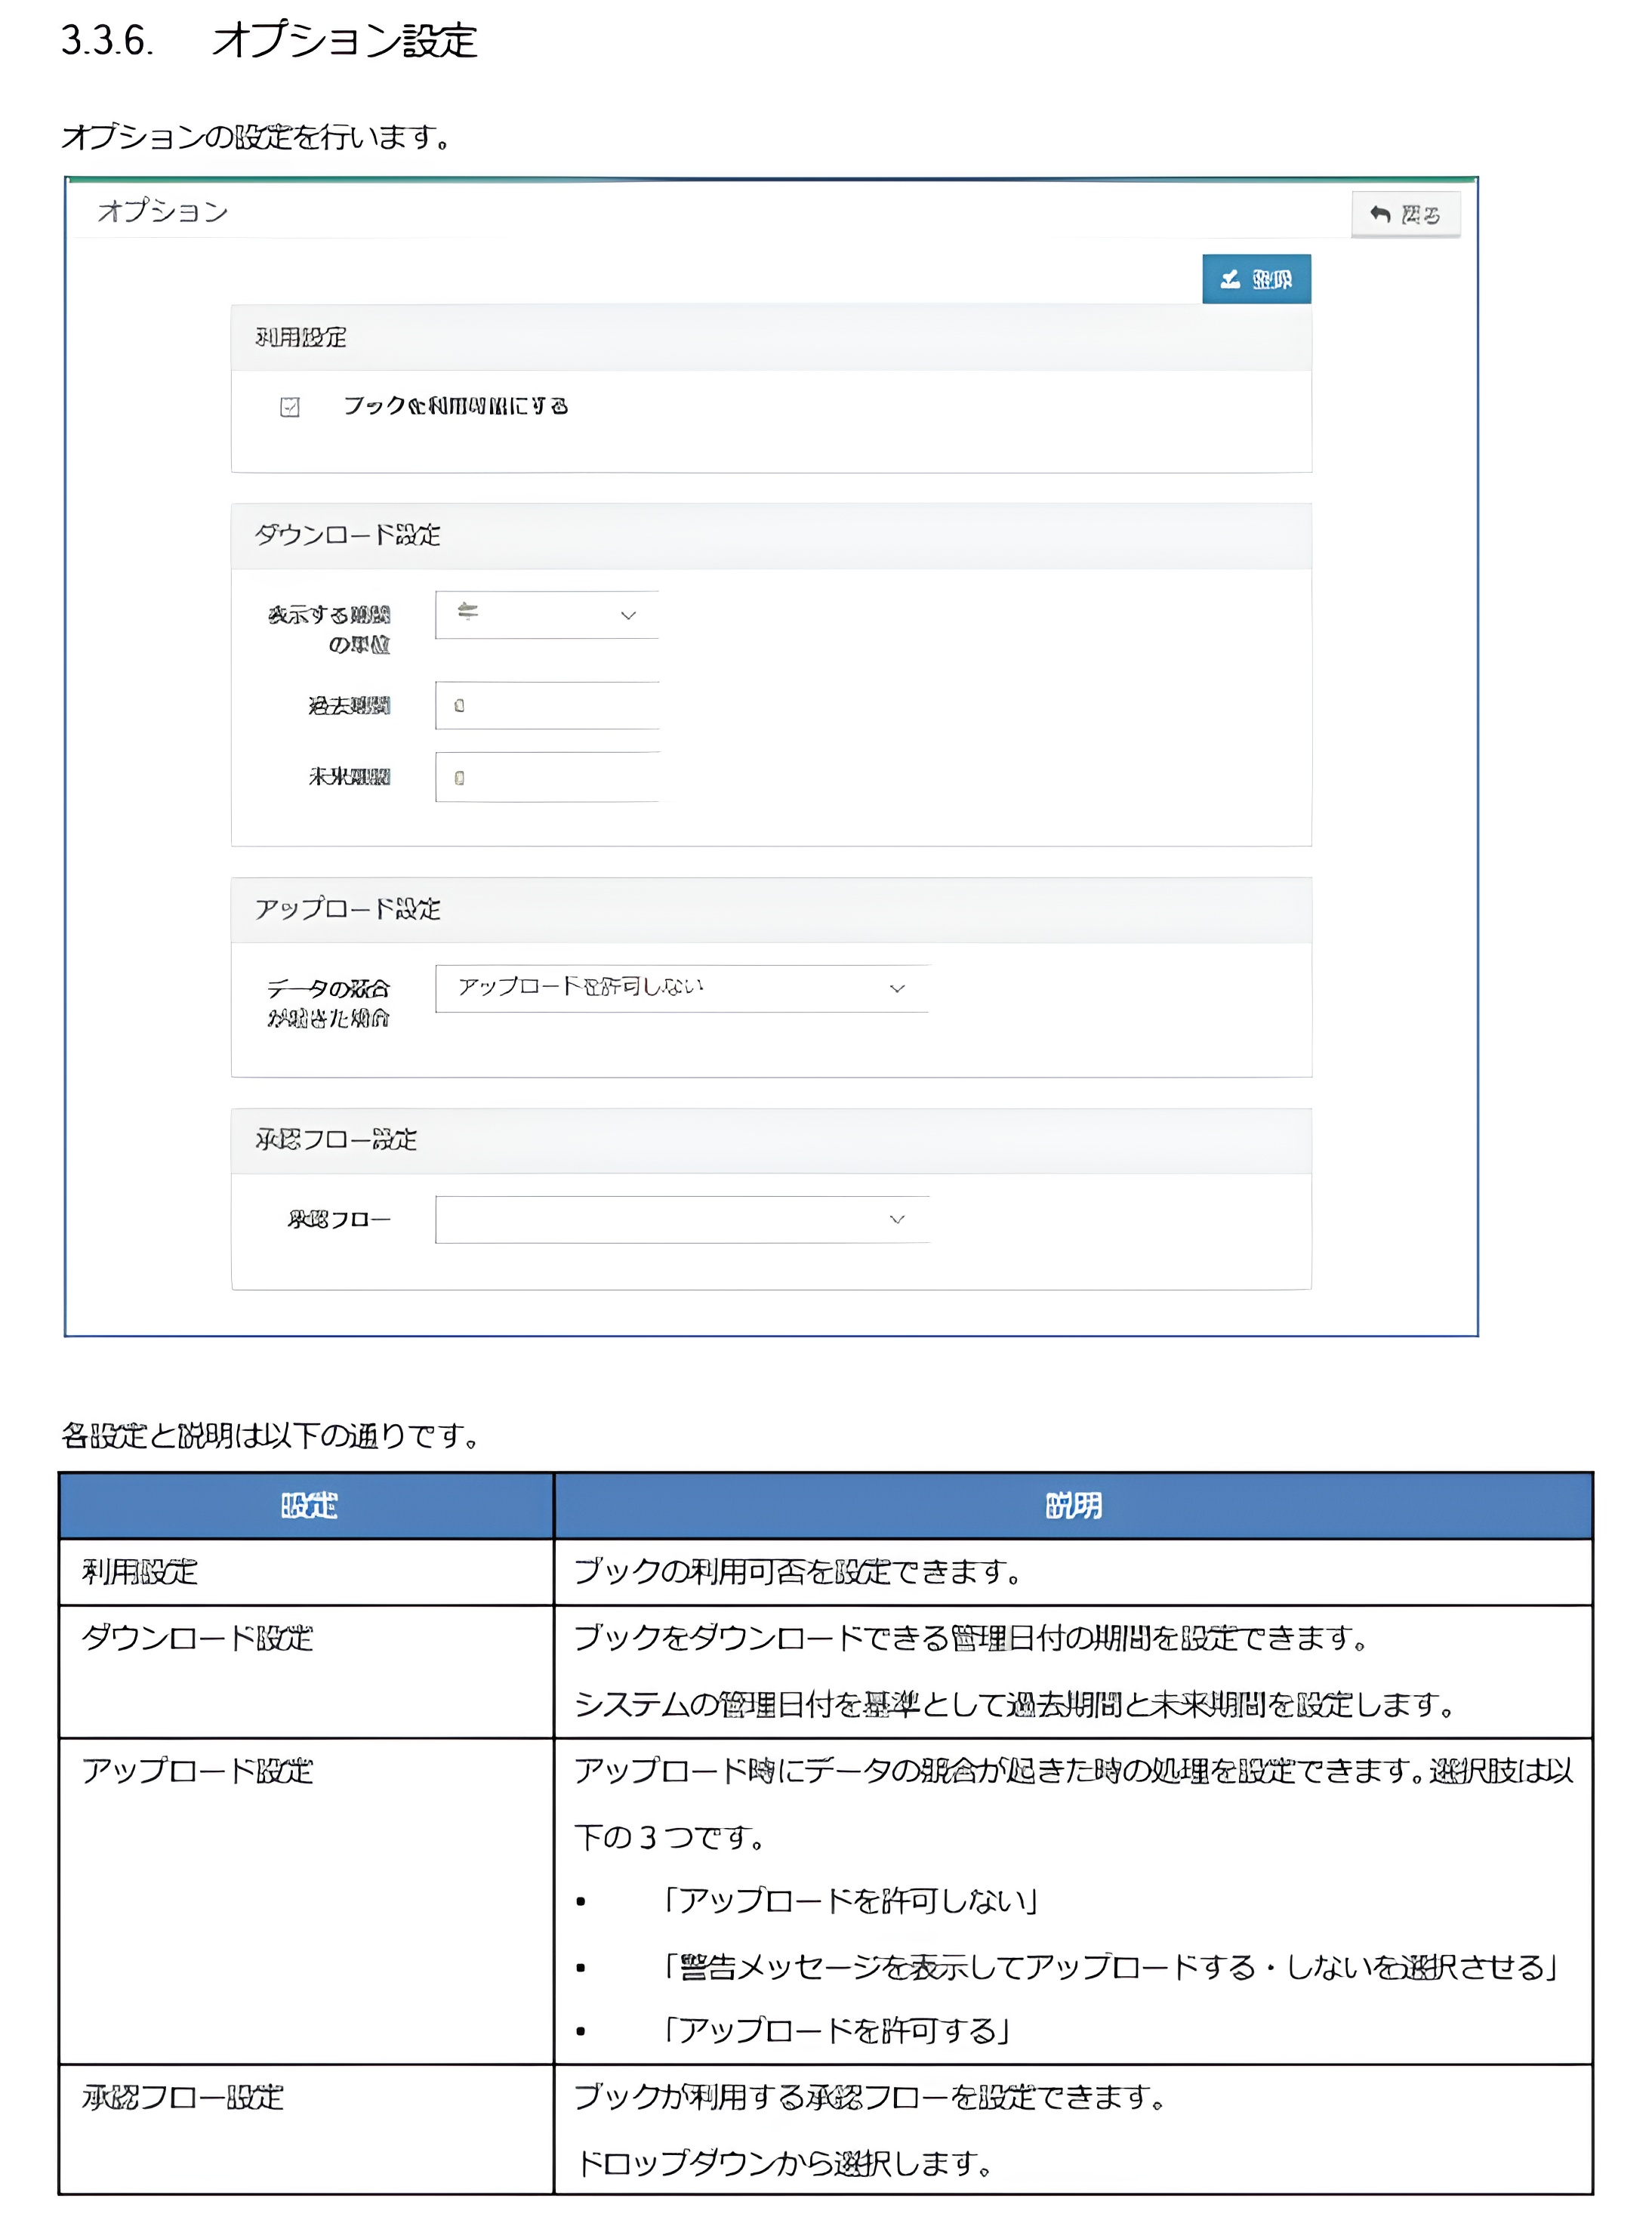 3.3.6. オプション設定
オプションの設定を行います。
オプション
戻る
登録
利用設定
ブックを利用可能にする
ダウンロード設定
表示する期間
の単位
年
過去期間
0
未来期間
0
アップロード設定
データの競合
が起きた場合
アップロードを許可しない
承認フロー設定
承認フロー
各設定と説明は以下の通りです。
設定 説明
利用設定 ブックの利用可否を設定できます。
ダウンロード設定 ブックをダウンロードできる管理日付の期間を設定できます。
システムの管理日付を基準として過去期間と未来期間を設定します。
アップロード設定 アップロード時にデータの競合が起きた時の処理を設定できます。選択肢は以
下の3つです。
• 「アップロードを許可しない」
• 「警告メッセージを表示してアップロードする・しないを選択させる」
• 「アップロードを許可する」
承認フロー設定 ブックが利用する承認フローを設定できます。
ドロップダウンから選択します。